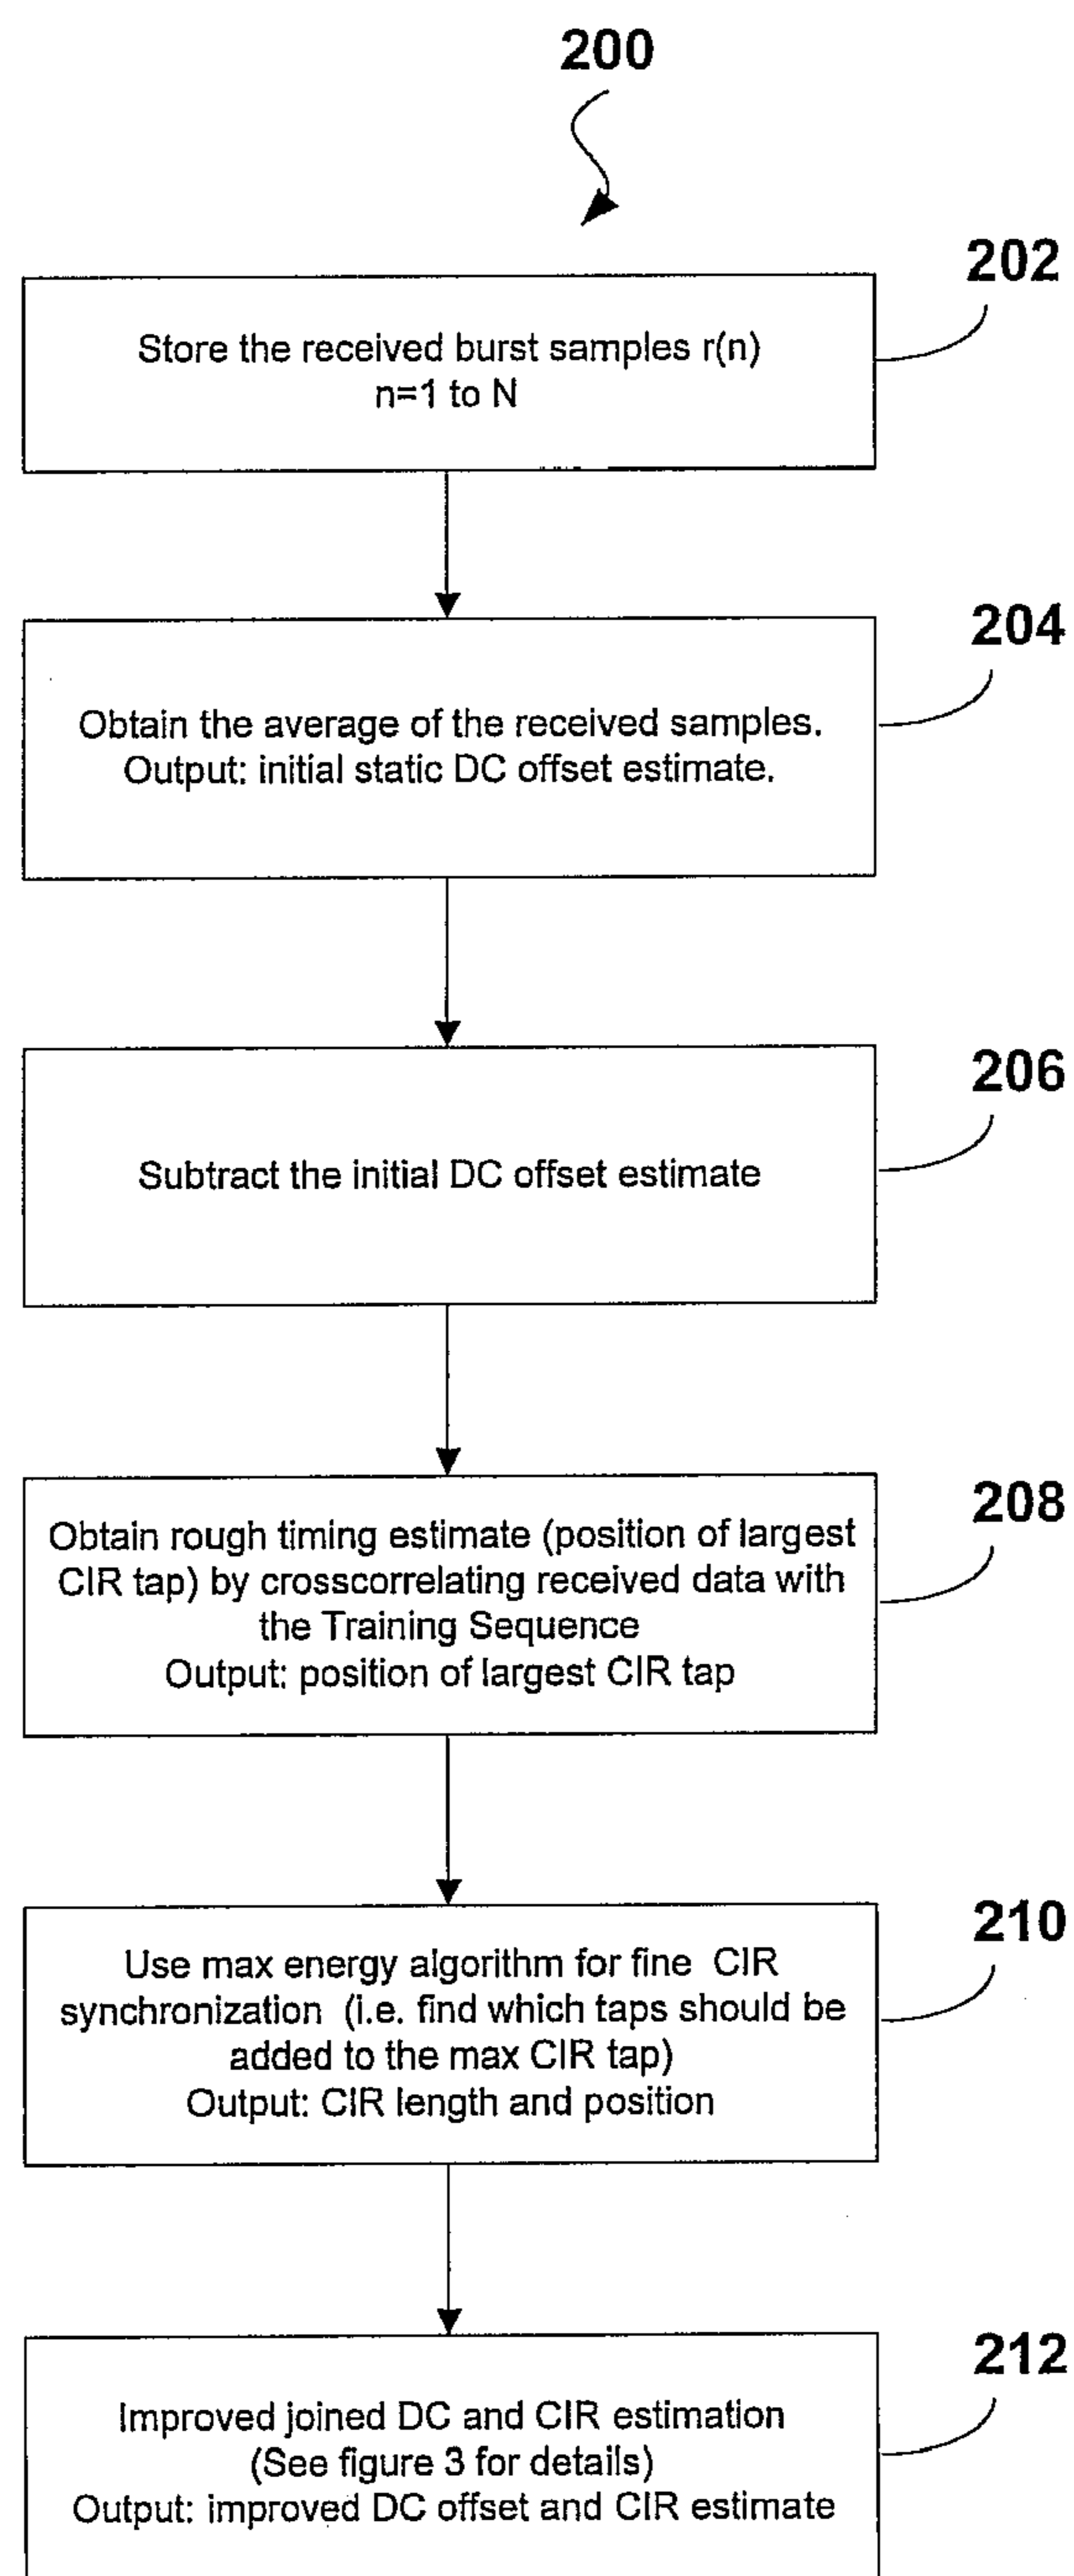 200
202
Store the received burst samples r(n)
n=1 to N
204
Obtain the average of the received samples.
Output: initial static DC offset estimate.
206
Subtract the initial DC offset estimate
208
Obtain rough timing estimate (position of largest
CIR tap) by crosscorrelating received data with
the Training Sequence
Output: position of largest CIR tap
210
Use max energy algorithm for fine CIR
synchronization (i.e. find which taps should be
added to the max CIR tap)
Output: CIR length and position
212
Improved joined DC and CIR estimation
(See figure 3 for details)
Output: improved DC offset and CIR estimate